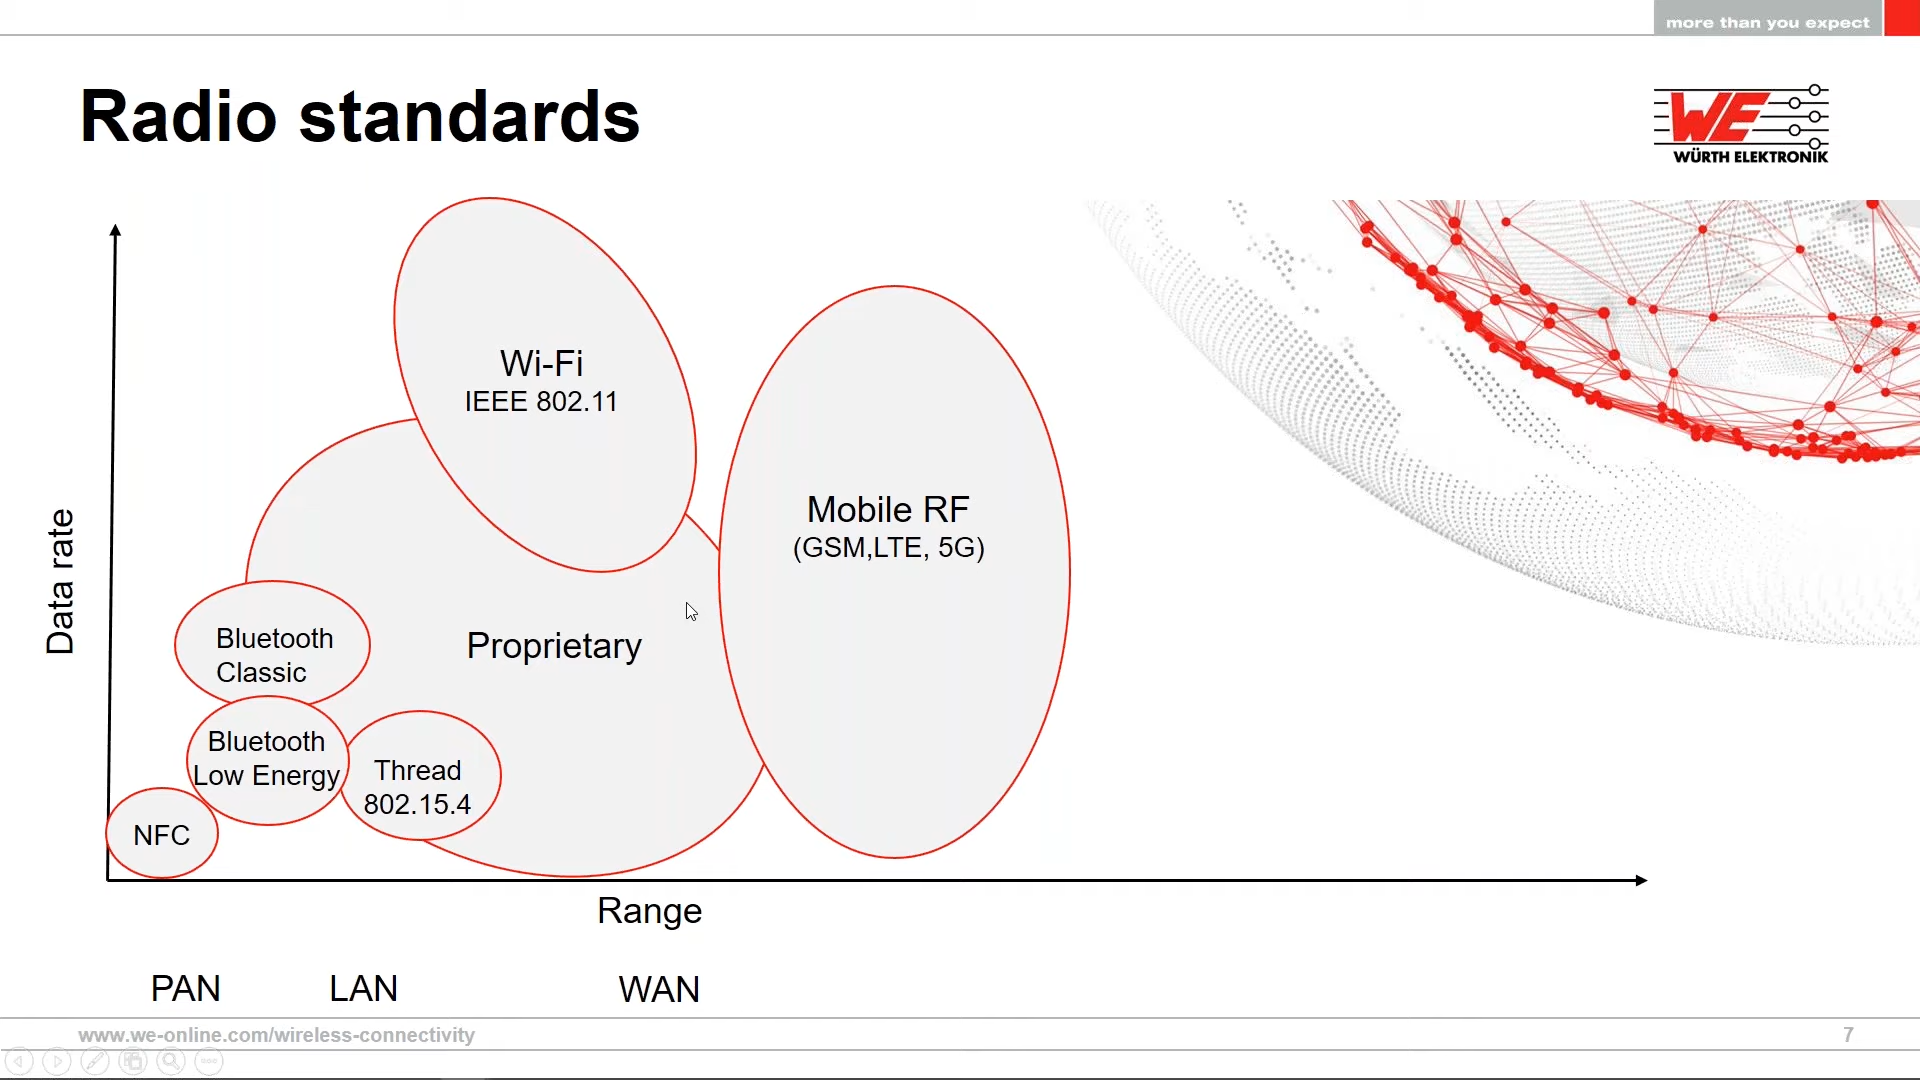 more than you expect
Radio standards
WE
WÜRTH ELEKTRONIK
Wi-Fi
IEEE 802.11
Mobile RF
(GSM,LTE, 5G)
Data rate
Bluetooth
Classic
Proprietary
Bluetooth
Low Energy
Thread
802.15.4
NFC
Range
PAN
LAN
WAN
www.we-online.com/wireless-connectivity
7